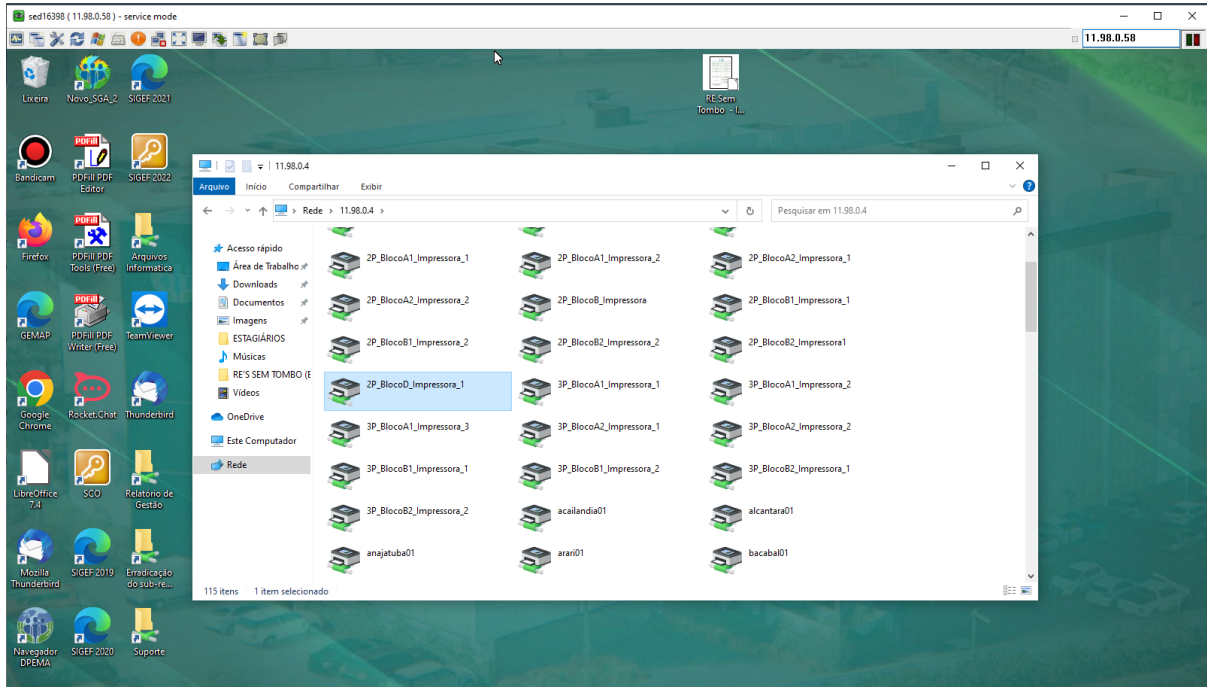 sed16398 ( 11.98.0.58 ) - service mode
11.98.0.58
Lixeira
Novo_SGA_2
SIGEF 2021
RE Sem
Tombo - I...
Bandicam
PDFill PDF
Editor
SIGEF 2022
Firefox
PDFill PDF
Tools (Free)
Arquivos
Informatica
GEMAP
PDFill PDF
Writer (Free)
TeamViewer
Google
Chrome
Rocket.Chat
Thunderbird
LibreOffice
7.4
SCO
Relatório de
Gestão
Mozilla
Thunderbird
SIGEF 2019
Erradicação
do sub-re...
Navegador
DPEMA
SIGEF 2020
Suporte
11.98.0.4
Arquivo Início Compartilhar Exibir
Rede > 11.98.0.4 >
Pesquisar em 11.98.0.4
Acesso rápido
Área de Trabalho
Downloads
Documentos
Imagens
ESTAGIÁRIOS
Músicas
RE'S SEM TOMBO (E
Vídeos
OneDrive
Este Computador
Rede
2P_BlocoA1_Impressora_1
2P_BlocoA1_Impressora_2
2P_BlocoA2_Impressora_1
2P_BlocoA2_Impressora_2
2P_BlocoB_Impressora
2P_BlocoB1_Impressora_1
2P_BlocoB1_Impressora_2
2P_BlocoB2_Impressora_2
2P_BlocoB2_Impressora1
2P_BlocoD_Impressora_1
3P_BlocoA1_Impressora_1
3P_BlocoA1_Impressora_2
3P_BlocoA1_Impressora_3
3P_BlocoA2_Impressora_1
3P_BlocoA2_Impressora_2
3P_BlocoB1_Impressora_1
3P_BlocoB1_Impressora_2
3P_BlocoB2_Impressora_1
3P_BlocoB2_Impressora_2
acailandia01
alcantara01
anajatuba01
arari01
bacabal01
115 itens 1 item selecionado